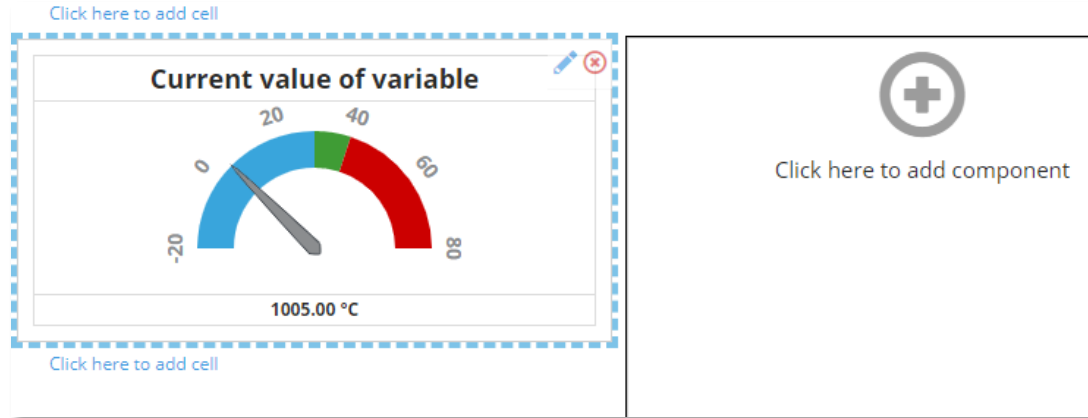 Click here to add cell
Current value of variable
-20
0
20
40
60
80
1005.00 °C
Click here to add cell
Click here to add component